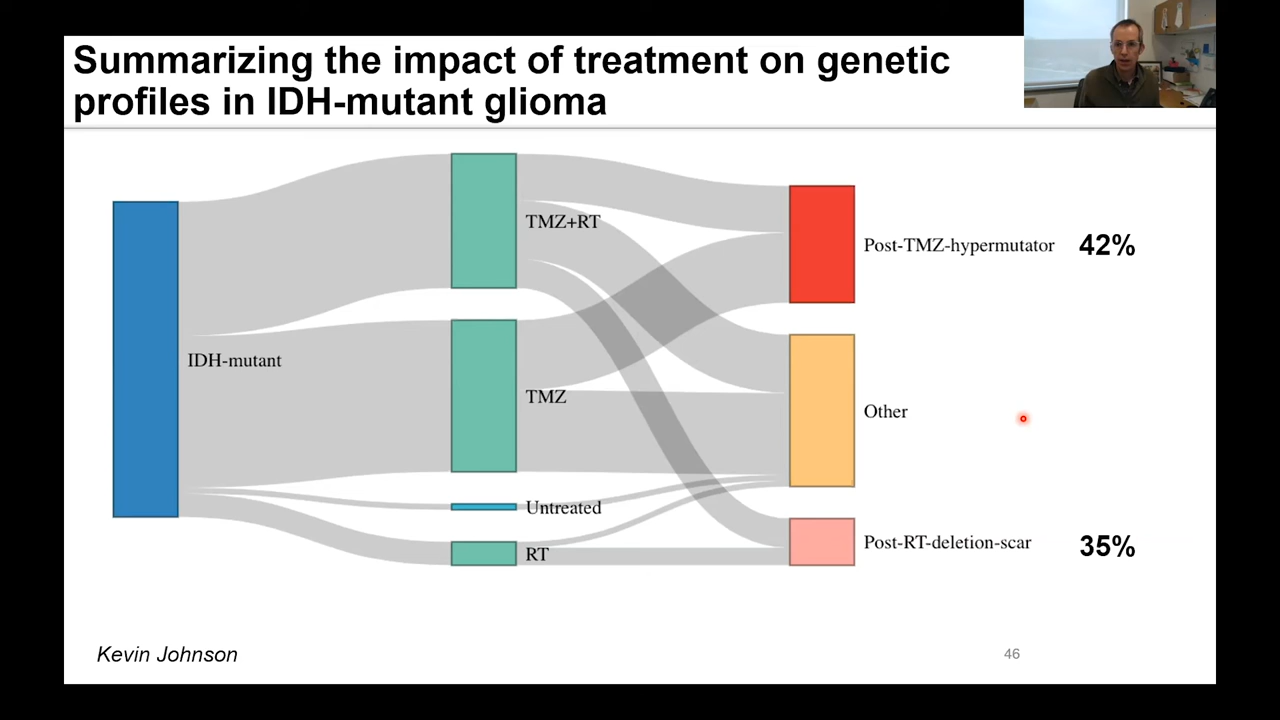 Summarizing the impact of treatment on genetic
profiles in IDH-mutant glioma
IDH-mutant
TMZ+RT
TMZ
Untreated
RT
Post-TMZ-hypermutator 42%
Other
Post-RT-deletion-scar 35%
Kevin Johnson
46